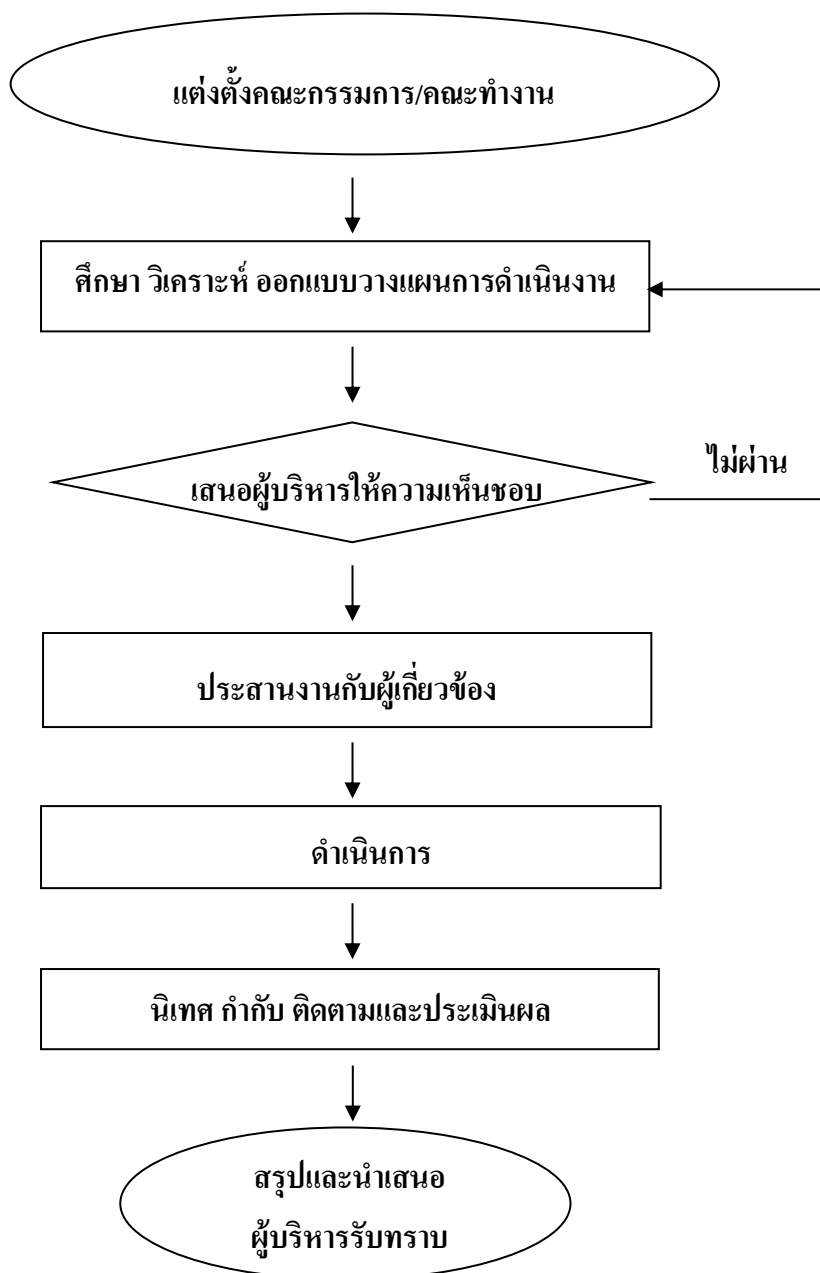 แต่งตั้งคณะกรรมการ/คณะทำงาน
ศึกษา วิเคราะห์ ออกแบบวางแผนการดำเนินงาน
ไม่ผ่าน
เสนอผู้บริหารให้ความเห็นชอบ
ประสานงานกับผู้เกี่ยวข้อง
ดำเนินการ
นิเทศ กำกับ ติดตามและประเมินผล
สรุปและนำเสนอ
ผู้บริหารรับทราบ